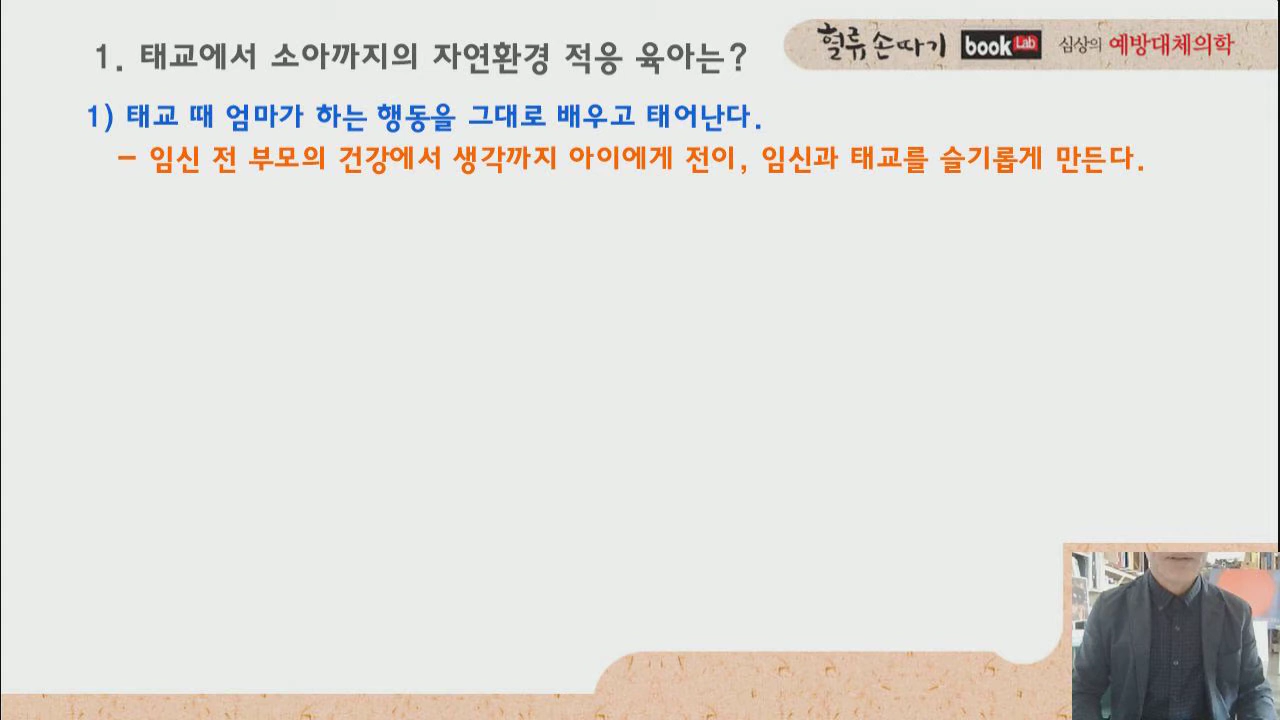 혈류 손따기 book Lab 심상의 예방대체의학
1. 태교에서 소아까지의 자연환경 적응 육아는?
1) 태교 때 엄마가 하는 행동을 그대로 배우고 태어난다.
- 임신 전 부모의 건강에서 생각까지 아이에게 전이, 임신과 태교를 슬기롭게 만든다.